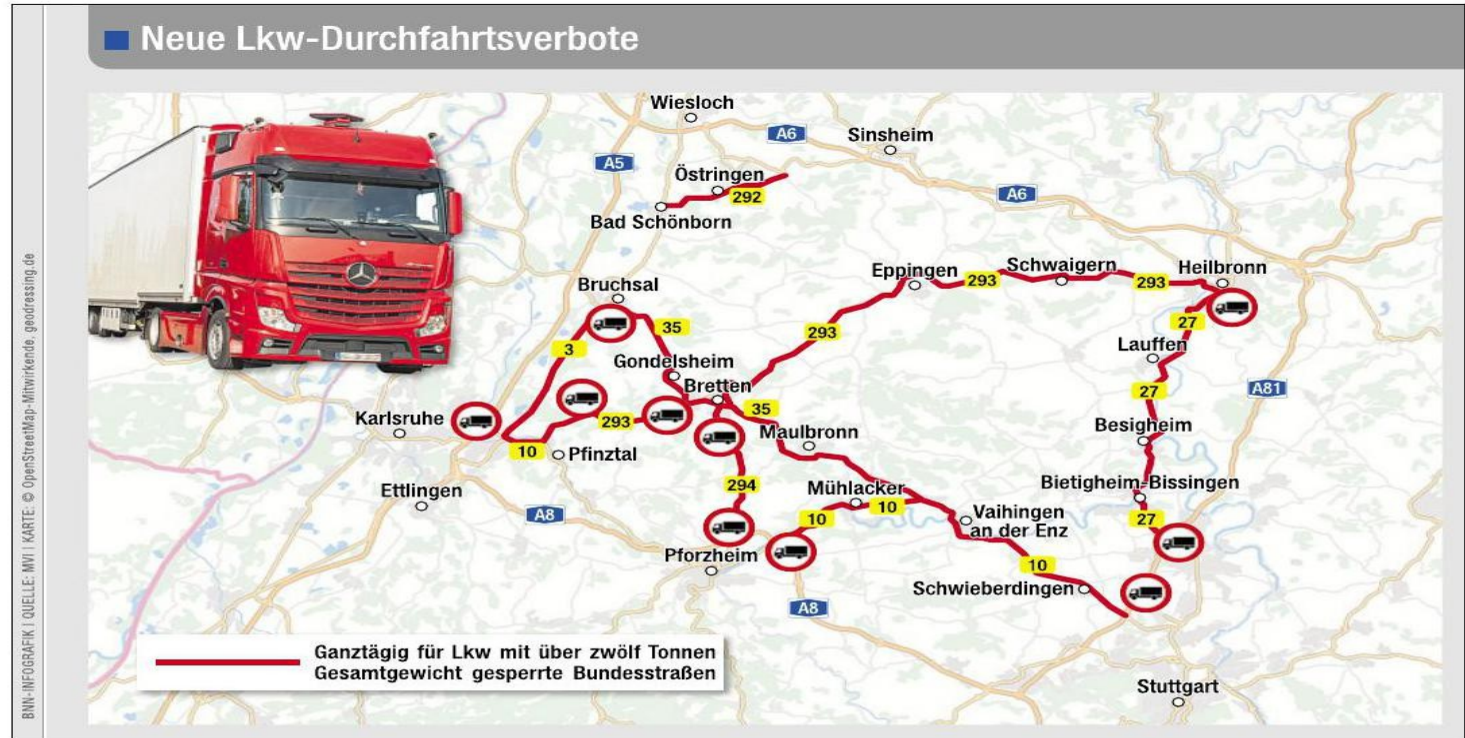 Neue Lkw-Durchfahrtsverbote
Wiesloch
A6
Sinsheim
A5
Östringen
292
A6
Bad Schönborn
Eppingen
293
Schwaigern
293
Heilbronn
Bruchsal
35
27
3
293
Lauffen
Gondelsheim
Bretten
27
A81
Karlsruhe
293
35
Besigheim
10
Pfinztal
Maulbronn
Ettlingen
294
Mühlacker
Bietigheim-Bissingen
A8
10
10
Vaihingen
an der Enz
27
Pforzheim
10
Schwieberdingen
A8
Ganztägig für Lkw mit über zwölf Tonnen
Gesamtgewicht gesperrte Bundesstraßen
Stuttgart
BNN-INFOGRAFIK | QUELLE: MVI | KARTE: © OpenStreetMap-Mitwirkende, geodressing.de